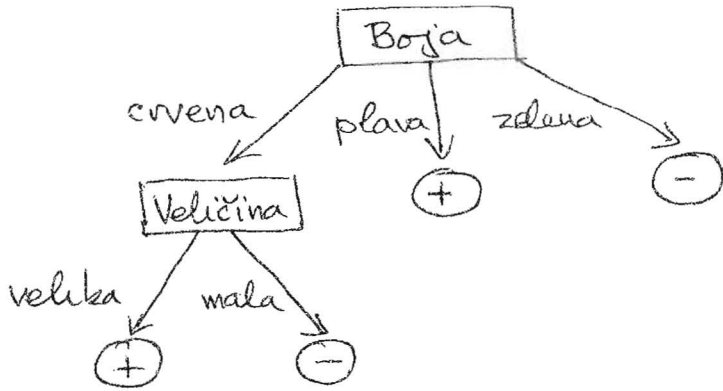 Boja
crvena
plava
zelena
+
-
Veličina
velika
mala
+
-